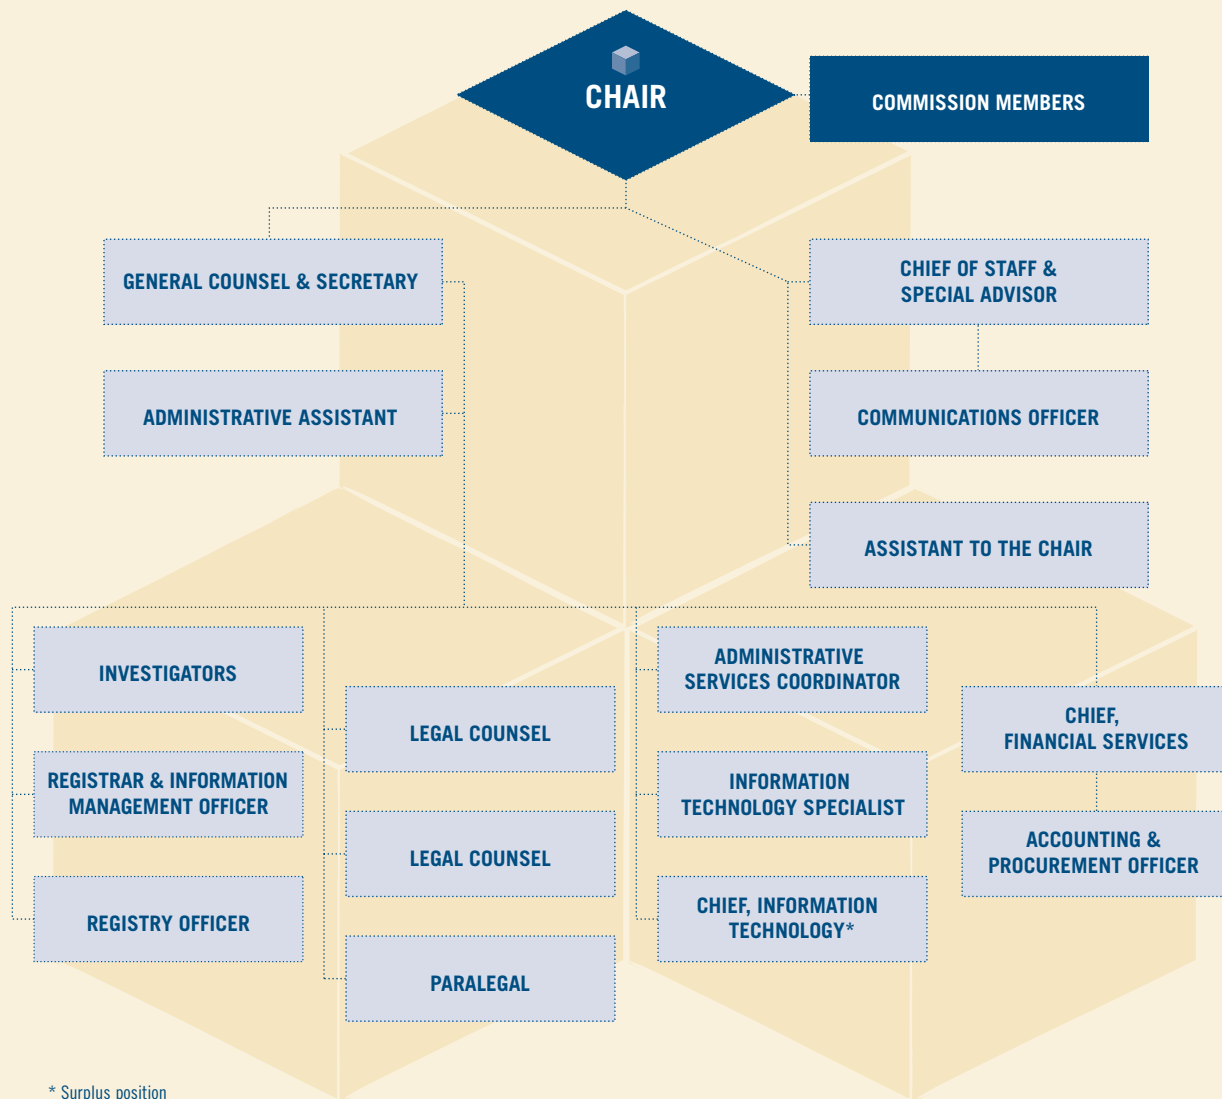 CHAIR
COMMISSION MEMBERS
GENERAL COUNSEL & SECRETARY
CHIEF OF STAFF &
SPECIAL ADVISOR
ADMINISTRATIVE ASSISTANT
COMMUNICATIONS OFFICER
ASSISTANT TO THE CHAIR
INVESTIGATORS
REGISTRAR & INFORMATION
MANAGEMENT OFFICER
REGISTRY OFFICER
LEGAL COUNSEL
LEGAL COUNSEL
PARALEGAL
ADMINISTRATIVE
SERVICES COORDINATOR
INFORMATION
TECHNOLOGY SPECIALIST
CHIEF, INFORMATION
TECHNOLOGY*
CHIEF,
FINANCIAL SERVICES
ACCOUNTING &
PROCUREMENT OFFICER
* Surplus position